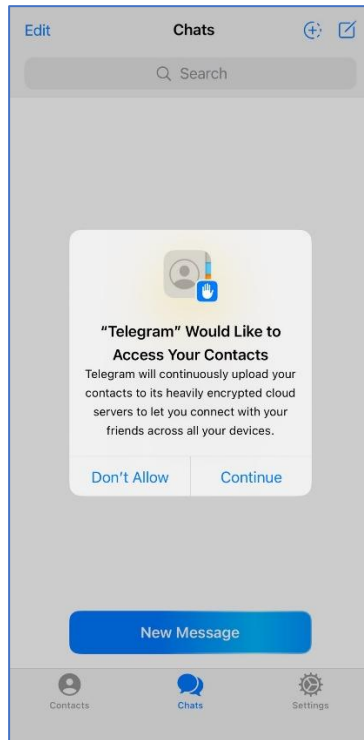 Edit Chats
Search
“Telegram” Would Like to
Access Your Contacts
Telegram will continuously upload your
contacts to its heavily encrypted cloud
servers to let you connect with your
friends across all your devices.
Don't Allow Continue
New Message
Contacts Chats Settings